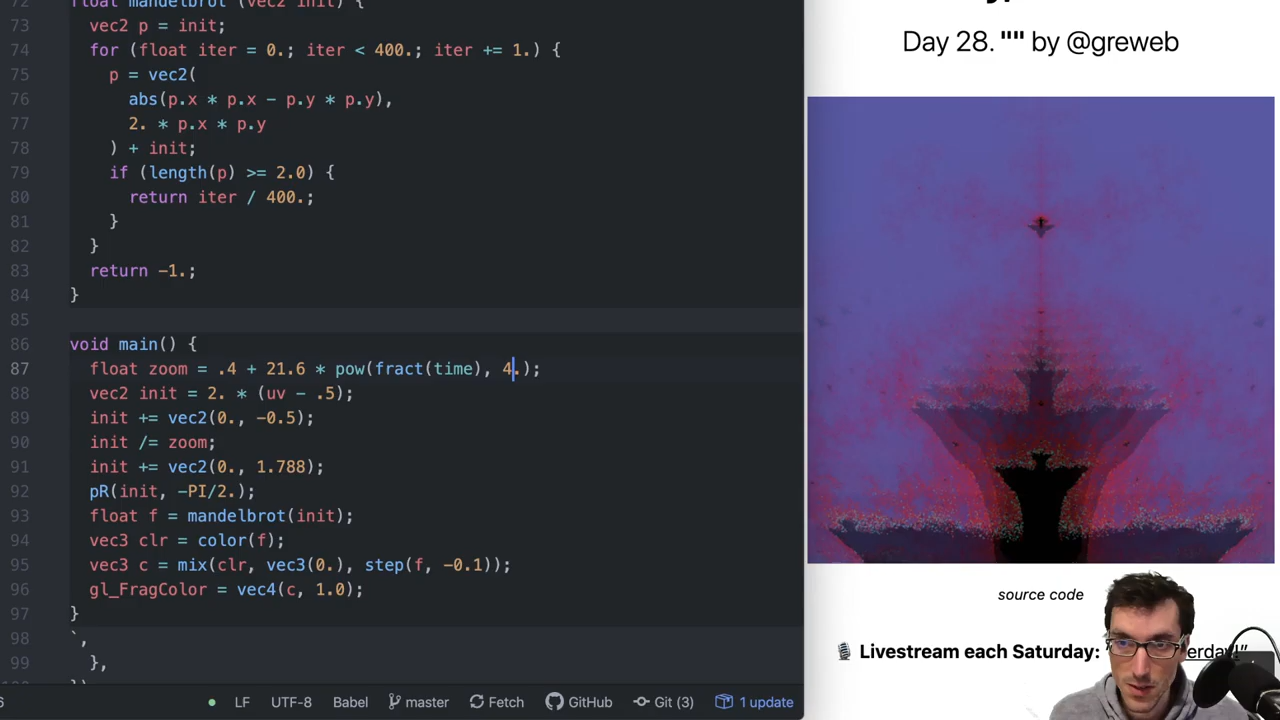 72 float mandelbrot (vec2 init) {
73 vec2 p = init;
74 for (float iter = 0.; iter < 400.; iter += 1.) {
75 p = vec2(
76 abs(p.x * p.x - p.y * p.y),
77 2. * p.x * p.y
78 ) + init;
79 if (length(p) >= 2.0) {
80 return iter / 400.;
81 }
82 }
83 return -1.;
84 }
85
86 void main() {
87 float zoom = .4 + 21.6 * pow(fract(time), 4.);
88 vec2 init = 2. * (uv - .5);
89 init += vec2(0., -0.5);
90 init /= zoom;
91 init += vec2(0., 1.788);
92 pR(init, -PI/2.);
93 float f = mandelbrot(init);
94 vec3 clr = color(f);
95 vec3 c = mix(clr, vec3(0.), step(f, -0.1));
96 gl_FragColor = vec4(c, 1.0);
97 }
98 `,
99 },
LF UTF-8 Babel master Fetch GitHub Git (3) 1 update
Day 28. "" by @greweb
source code
🎙 Livestream each Saturday: